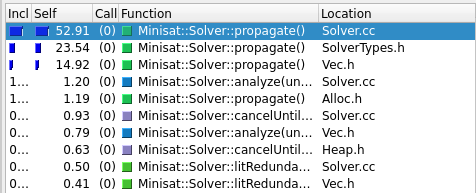 Incl Self Call Function Location
52.91 (0) Minisat::Solver::propagate() Solver.cc
23.54 (0) Minisat::Solver::propagate() SolverTypes.h
14.92 (0) Minisat::Solver::propagate() Vec.h
1... 1.20 (0) Minisat::Solver::analyze(un... Solver.cc
1... 1.19 (0) Minisat::Solver::propagate() Alloc.h
0... 0.93 (0) Minisat::Solver::cancelUntil... Solver.cc
0... 0.79 (0) Minisat::Solver::analyze(un... Vec.h
0... 0.63 (0) Minisat::Solver::cancelUntil... Heap.h
0... 0.50 (0) Minisat::Solver::litRedunda... Solver.cc
0... 0.41 (0) Minisat::Solver::litRedunda... Vec.h